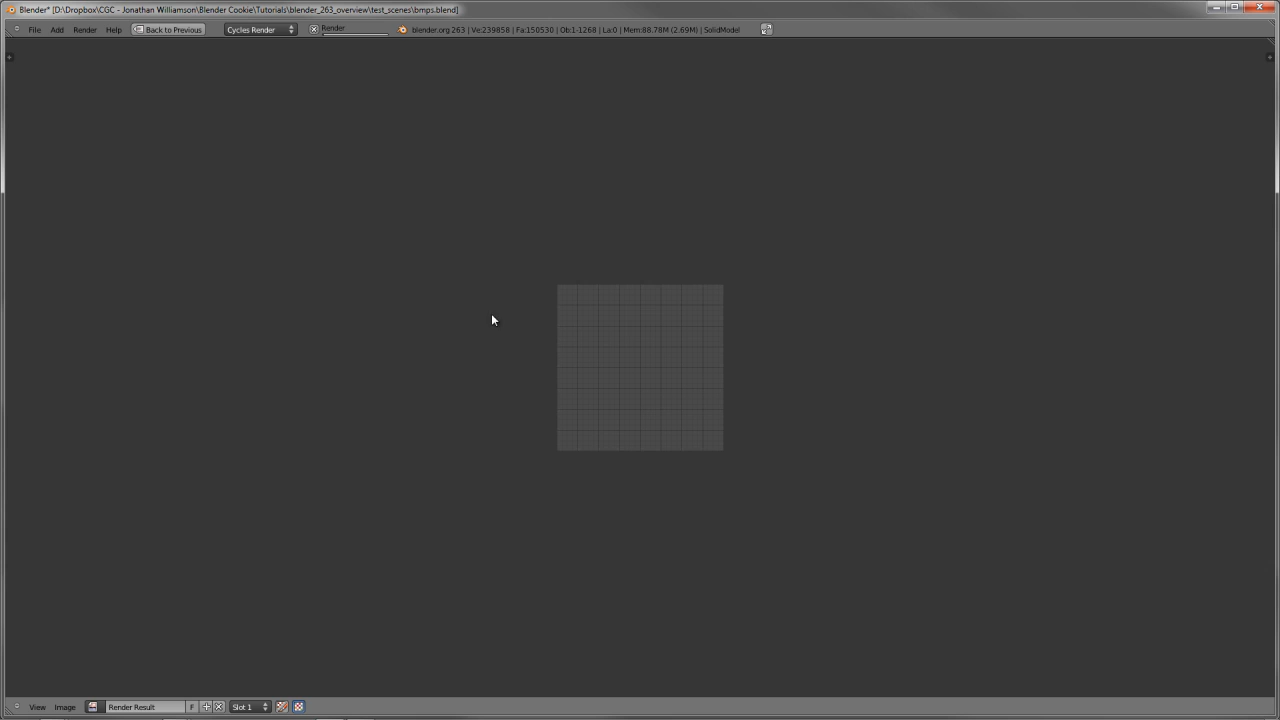 Blender* [D:\Dropbox\CGC - Jonathan Williamson\Blender Cookie\Tutorials\blender_263_overview\test_scenes\bmps.blend]
File Add Render Help Back to Previous Cycles Render Render blender.org 263 | Ve:239858 | Fa:150530 | Ob:1-1268 | La:0 | Mem:88.78M (2.69M) | SolidModel
View Image Render Result F Slot 1